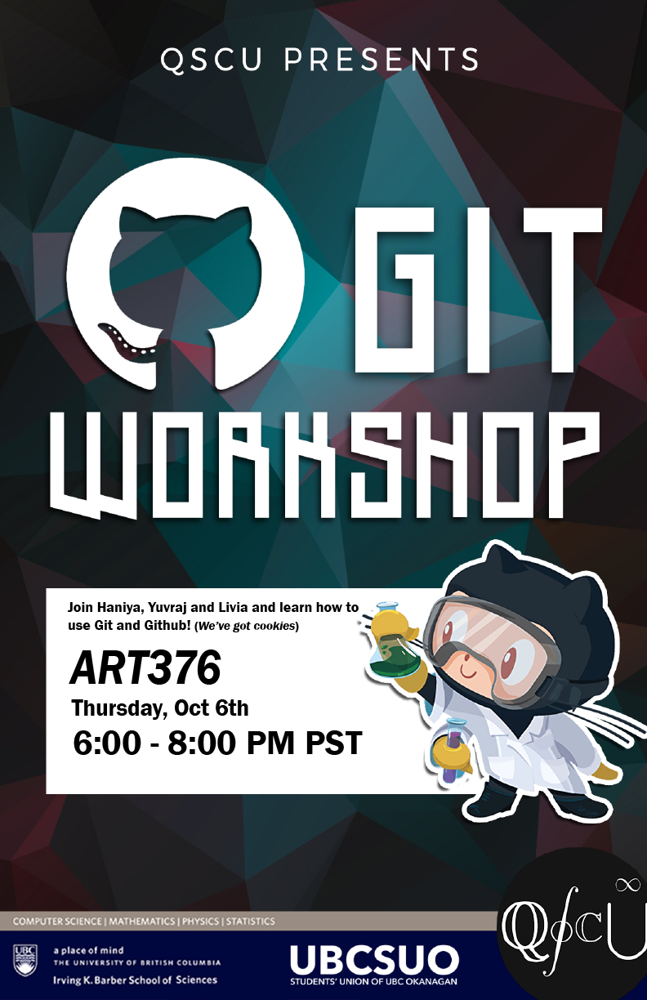 QSCU PRESENTS
GIT
WORKSHOP
Join Haniya, Yuvraj and Livia and learn how to
use Git and Github! (We've got cookies)
ART376
Thursday, Oct 6th
6:00 - 8:00 PM PST
COMPUTER SCIENCE | MATHEMATICS | PHYSICS | STATISTICS
UBC
a place of mind
THE UNIVERSITY OF BRITISH COLUMBIA
Irving K. Barber School of Sciences
UBCSUO
STUDENTS' UNION OF UBC OKANAGAN
Q∮CU
∞